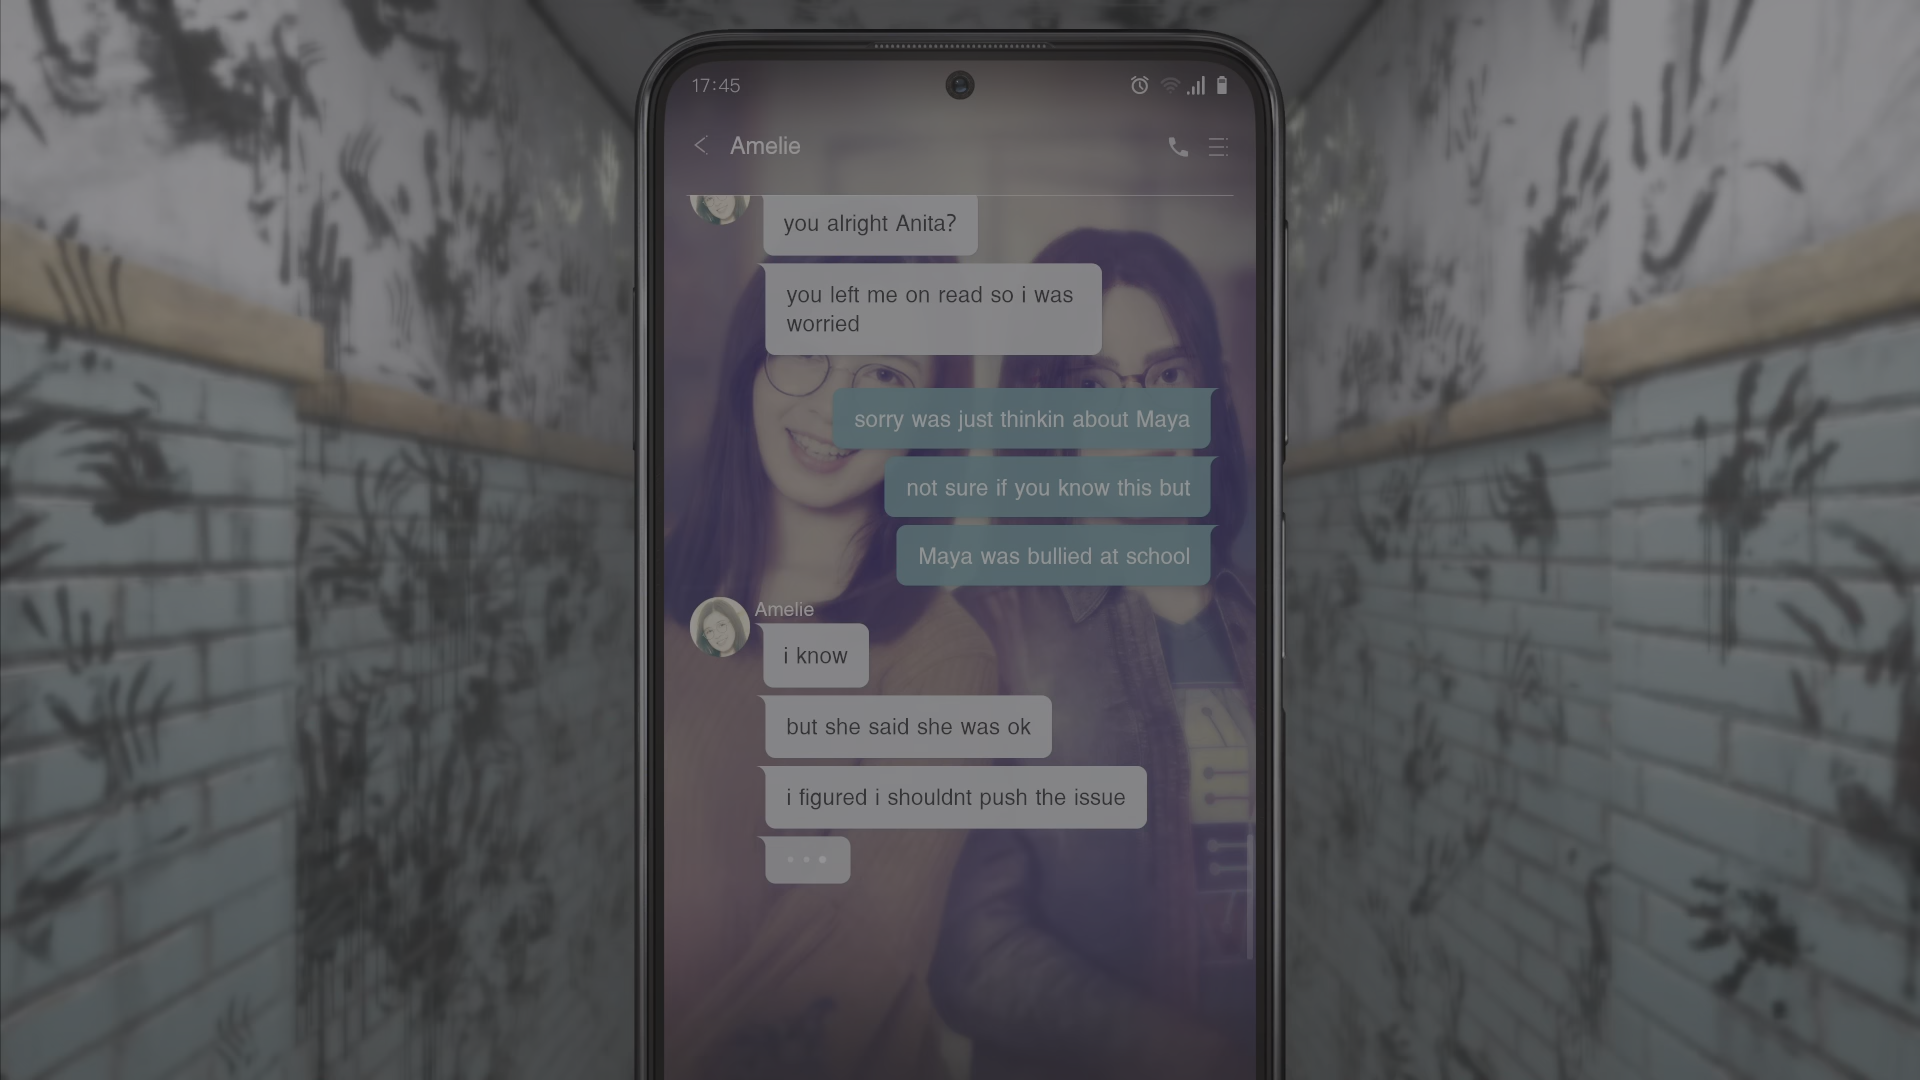 17:45
Amelie
you alright Anita?
you left me on read so i was
worried
sorry was just thinkin about Maya
not sure if you know this but
Maya was bullied at school
Amelie
i know
but she said she was ok
i figured i shouldnt push the issue